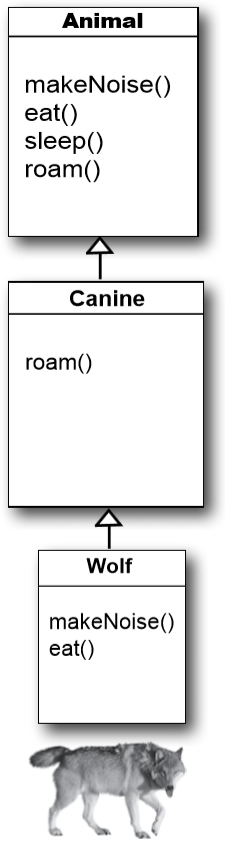 Animal
makeNoise()
eat()
sleep()
roam()
Canine
roam()
Wolf
makeNoise()
eat()